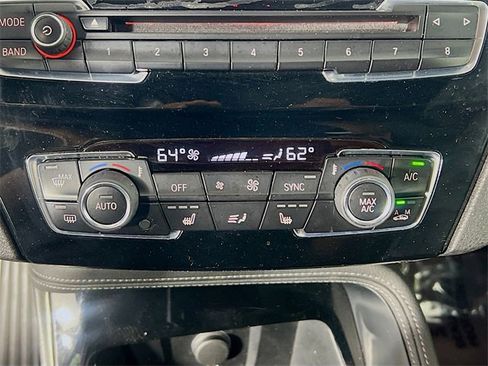 MODE
BAND
1 2 3 4 5 6 7 8
64° 62°
MAX
OFF
SYNC
A/C
AUTO
MAX
A/C
A M